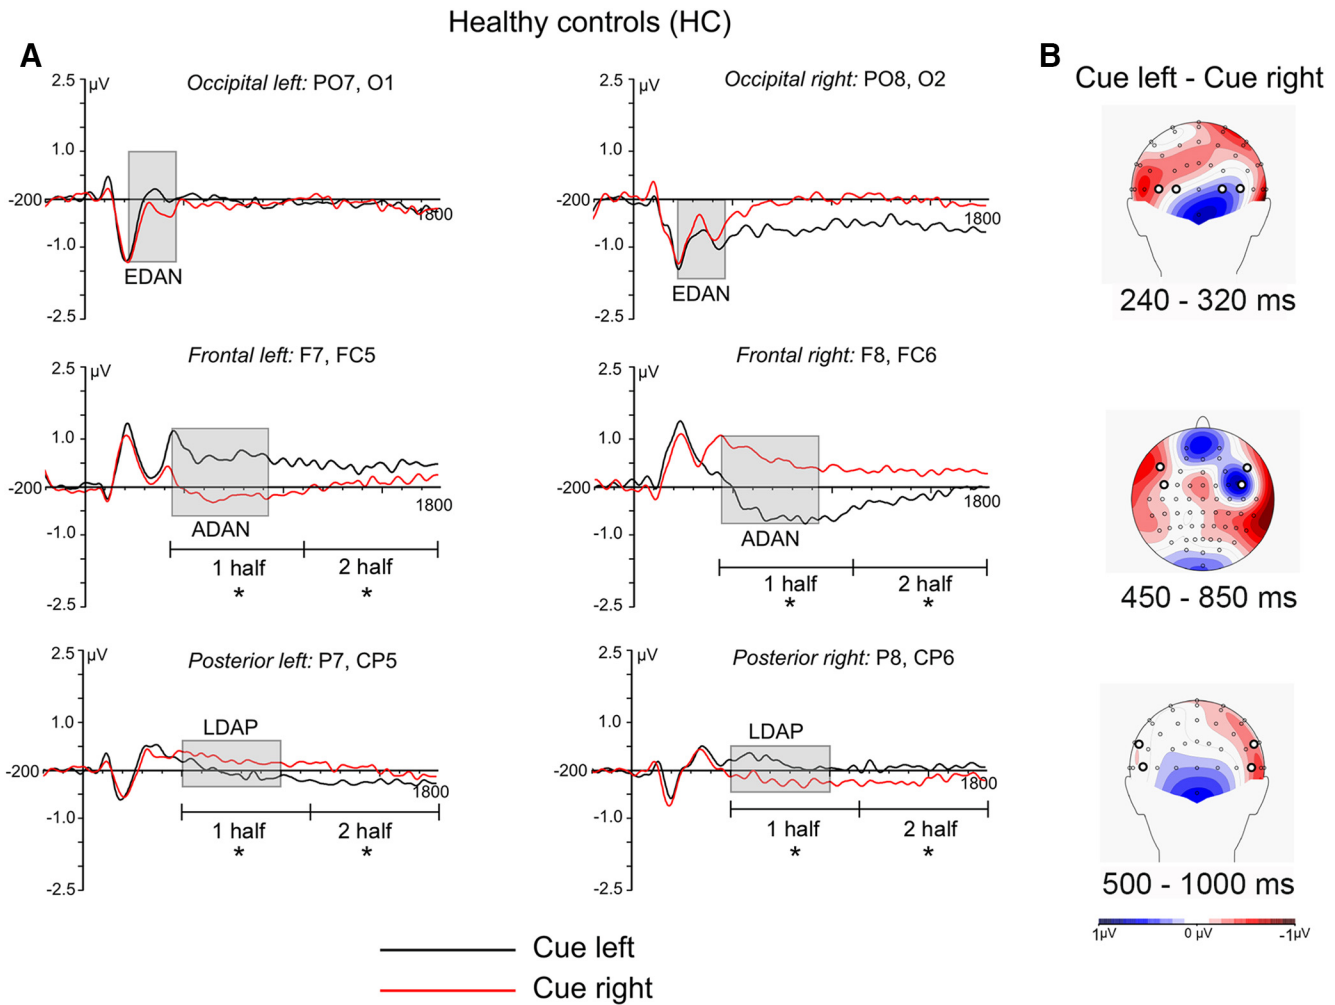 Healthy controls (HC)
A
Occipital left: PO7, O1
2.5
µV
1.0
-200
-1.0
-2.5
1800
EDAN
Occipital right: PO8, O2
2.5
µV
1.0
-200
-1.0
-2.5
1800
EDAN
Frontal left: F7, FC5
2.5
µV
1.0
-200
-1.0
-2.5
1800
ADAN
1 half
2 half
*
*
Frontal right: F8, FC6
2.5
µV
1.0
-200
-1.0
-2.5
1800
ADAN
1 half
2 half
*
*
Posterior left: P7, CP5
2.5
µV
1.0
-200
-1.0
-2.5
1800
LDAP
1 half
2 half
*
*
Posterior right: P8, CP6
2.5
µV
1.0
-200
-1.0
-2.5
1800
LDAP
1 half
2 half
*
*
Cue left
Cue right
B
Cue left - Cue right
240 - 320 ms
450 - 850 ms
500 - 1000 ms
1µV 0 µV -1µV